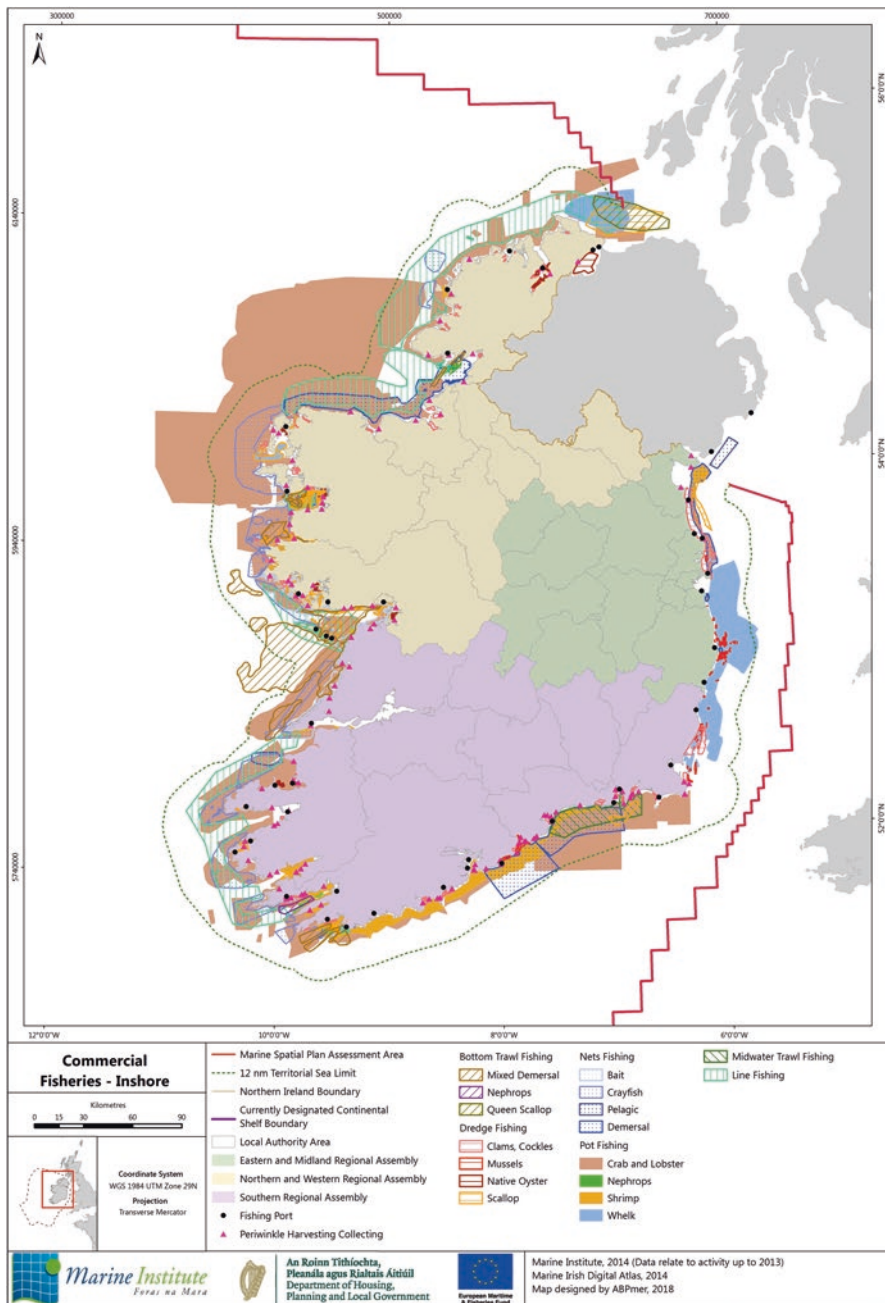 300000 500000 700000
N
56°0'0"N
6140000
54°0'0"N
5940000
52°0'0"N
5740000
12°0'0"W 10°0'0"W 8°0'0"W 6°0'0"W
Commercial
Fisheries - Inshore
Kilometres
0 15 30 60 90
Coordinate System
WGS 1984 UTM Zone 29N
Projection
Transverse Mercator
Marine Spatial Plan Assessment Area
12 nm Territorial Sea Limit
Northern Ireland Boundary
Currently Designated Continental
Shelf Boundary
Local Authority Area
Eastern and Midland Regional Assembly
Northern and Western Regional Assembly
Southern Regional Assembly
Fishing Port
Periwinkle Harvesting Collecting
Bottom Trawl Fishing
Mixed Demersal
Nephrops
Queen Scallop
Dredge Fishing
Clams, Cockles
Mussels
Native Oyster
Scallop
Nets Fishing
Bait
Crayfish
Pelagic
Demersal
Pot Fishing
Crab and Lobster
Nephrops
Shrimp
Whelk
Midwater Trawl Fishing
Line Fishing
Marine Institute
Foras na Mara
An Roinn Tithíochta,
Pleanála agus Rialtais Áitiúil
Department of Housing,
Planning and Local Government
European Maritime
& Fisheries Fund
Marine Institute, 2014 (Data relate to activity up to 2013)
Marine Irish Digital Atlas, 2014
Map designed by ABPmer, 2018